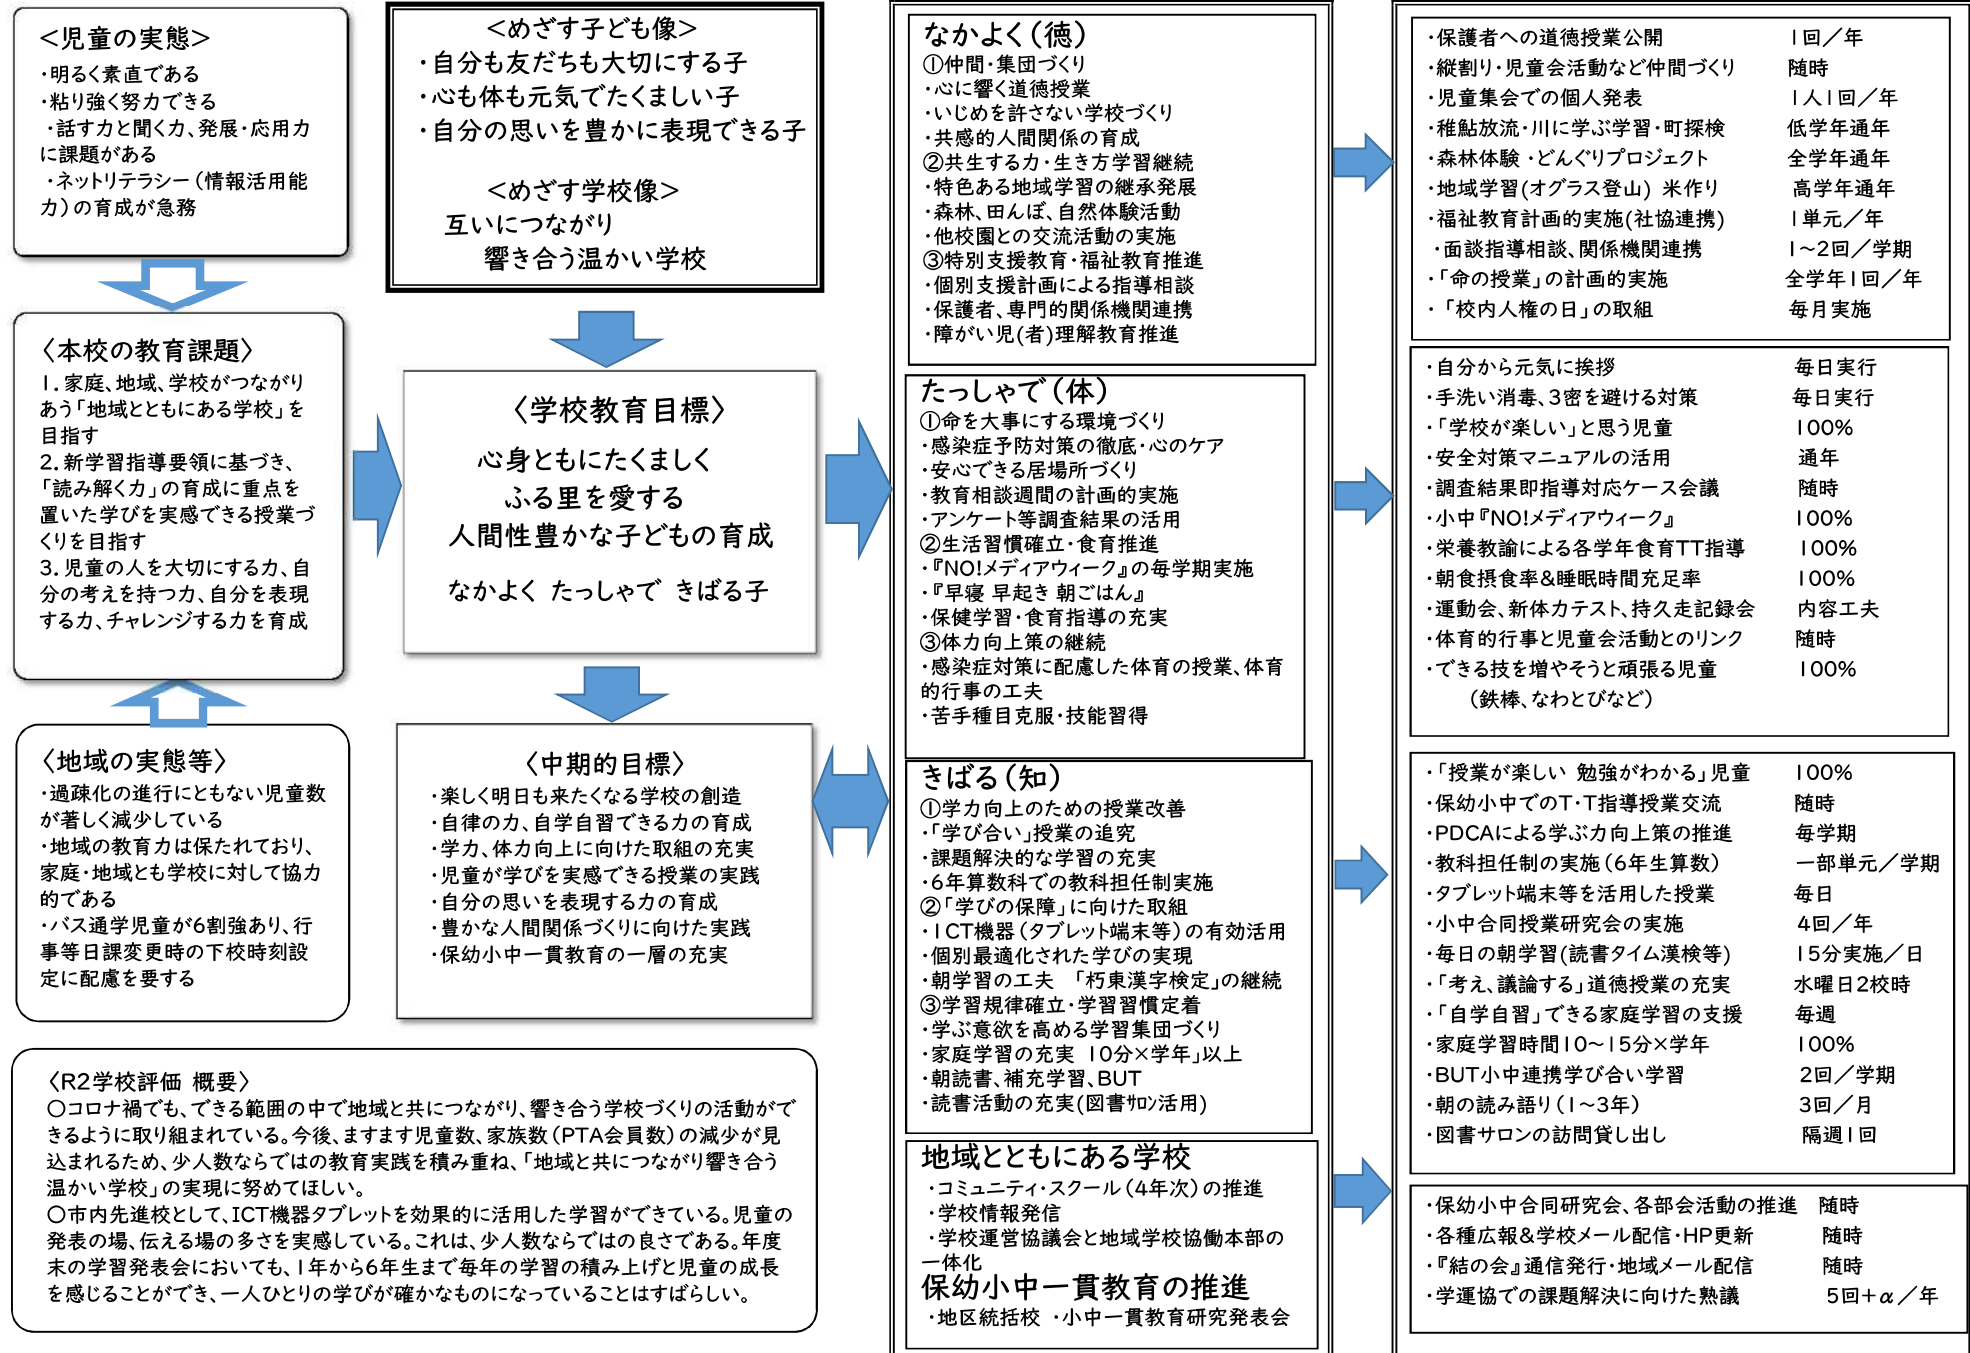 ＜児童の実態＞
・明るく素直である
・粘り強く努力できる
・話す力と聞く力、発展・応用力
に課題がある
・ネットリテラシー（情報活用能
力）の育成が急務
〈本校の教育課題〉
1．家庭、地域、学校がつながり
あう「地域とともにある学校」を
目指す
2．新学習指導要領に基づき、
「読み解く力」の育成に重点を
置いた学びを実感できる授業づ
くりを目指す
3．児童の人を大切にする力、自
分の考えを持つ力、自分を表現
する力、チャレンジする力を育成
〈地域の実態等〉
・過疎化の進行にともない児童数
が著しく減少している
・地域の教育力は保たれており、
家庭・地域とも学校に対して協力
的である
・バス通学児童が6割強あり、行
事等日課変更時の下校時刻設
定に配慮を要する
＜めざす子ども像＞
・自分も友だちも大切にする子
・心も体も元気でたくましい子
・自分の思いを豊かに表現できる子
＜めざす学校像＞
互いにつながり
響き合う温かい学校
〈学校教育目標〉
心身ともにたくましく
ふる里を愛する
人間性豊かな子どもの育成
なかよく たっしゃで きばる子
〈中期的目標〉
・楽しく明日も来たくなる学校の創造
・自律の力、自学自習できる力の育成
・学力、体力向上に向けた取組の充実
・児童が学びを実感できる授業の実践
・自分の思いを表現する力の育成
・豊かな人間関係づくりに向けた実践
・保幼小中一貫教育の一層の充実
〈R2学校評価 概要〉
〇コロナ禍でも、できる範囲の中で地域と共につながり、響き合う学校づくりの活動がで
きるように取り組まれている。今後、ますます児童数、家族数（PTA会員数）の減少が見
込まれるため、少人数ならではの教育実践を積み重ね、「地域と共につながり響き合う
温かい学校」の実現に努めてほしい。
〇市内先進校として、ICT機器タブレットを効果的に活用した学習ができている。児童の
発表の場、伝える場の多さを実感している。これは、少人数ならではの良さである。年度
末の学習発表会においても、1年から6年生まで毎年の学習の積み上げと児童の成長
を感じることができ、一人ひとりの学びが確かなものになっていることはすばらしい。
なかよく（徳）
①仲間・集団づくり
・心に響く道徳授業
・いじめを許さない学校づくり
・共感的人間関係の育成
②共生する力・生き方学習継続
・特色ある地域学習の継承発展
・森林、田んぼ、自然体験活動
・他校園との交流活動の実施
③特別支援教育・福祉教育推進
・個別支援計画による指導相談
・保護者、専門的関係機関連携
・障がい児(者)理解教育推進
たっしゃで（体）
①命を大事にする環境づくり
・感染症予防対策の徹底・心のケア
・安心できる居場所づくり
・教育相談週間の計画的実施
・アンケート等調査結果の活用
②生活習慣確立・食育推進
・『NO!メディアウィーク』の毎学期実施
・『早寝 早起き 朝ごはん』
・保健学習・食育指導の充実
③体力向上策の継続
・感染症対策に配慮した体育の授業、体育
的行事の工夫
・苦手種目克服・技能習得
きばる（知）
①学力向上のための授業改善
・「学び合い」授業の追究
・課題解決的な学習の充実
・6年算数科での教科担任制実施
②「学びの保障」に向けた取組
・ICT機器（タブレット端末等）の有効活用
・個別最適化された学びの実現
・朝学習の工夫 「朽東漢字検定」の継続
③学習規律確立・学習習慣定着
・学ぶ意欲を高める学習集団づくり
・家庭学習の充実 10分×学年」以上
・朝読書、補充学習、BUT
・読書活動の充実(図書ｻﾛﾝ活用)
地域とともにある学校
・コミュニティ・スクール（4年次）の推進
・学校情報発信
・学校運営協議会と地域学校協働本部の
一体化
保幼小中一貫教育の推進
・地区統括校 ・小中一貫教育研究発表会
・保護者への道徳授業公開 1回／年
・縦割り・児童会活動など仲間づくり 随時
・児童集会での個人発表 1人1回／年
・稚鮎放流・川に学ぶ学習・町探検 低学年通年
・森林体験・どんぐりプロジェクト 全学年通年
・地域学習(オグラス登山) 米作り 高学年通年
・福祉教育計画的実施(社協連携) 1単元／年
・面談指導相談、関係機関連携 1～2回／学期
・「命の授業」の計画的実施 全学年1回／年
・「校内人権の日」の取組 毎月実施
・自分から元気に挨拶 毎日実行
・手洗い消毒、3密を避ける対策 毎日実行
・「学校が楽しい」と思う児童 100%
・安全対策マニュアルの活用 通年
・調査結果即指導対応ケース会議 随時
・小中『NO!メディアウィーク』 100%
・栄養教諭による各学年食育TT指導 100%
・朝食摂食率&睡眠時間充足率 100%
・運動会、新体力テスト、持久走記録会 内容工夫
・体育的行事と児童会活動とのリンク 随時
・できる技を増やそうと頑張る児童 100%
（鉄棒、なわとびなど）
・「授業が楽しい 勉強がわかる」児童 100%
・保幼小中でのT・T指導授業交流 随時
・PDCAによる学ぶ力向上策の推進 毎学期
・教科担任制の実施（6年生算数） 一部単元／学期
・タブレット端末等を活用した授業 毎日
・小中合同授業研究会の実施 4回／年
・毎日の朝学習(読書タイム漢検等) 15分実施／日
・「考え、議論する」道徳授業の充実 水曜日2校時
・「自学自習」できる家庭学習の支援 毎週
・家庭学習時間10～15分×学年 100%
・BUT小中連携学び合い学習 2回／学期
・朝の読み語り（1～3年） 3回／月
・図書サロンの訪問貸し出し 隔週1回
・保幼小中合同研究会、各部会活動の推進 随時
・各種広報&学校メール配信・HP更新 随時
・『結の会』通信発行・地域メール配信 随時
・学運協での課題解決に向けた熟議 5回+α／年